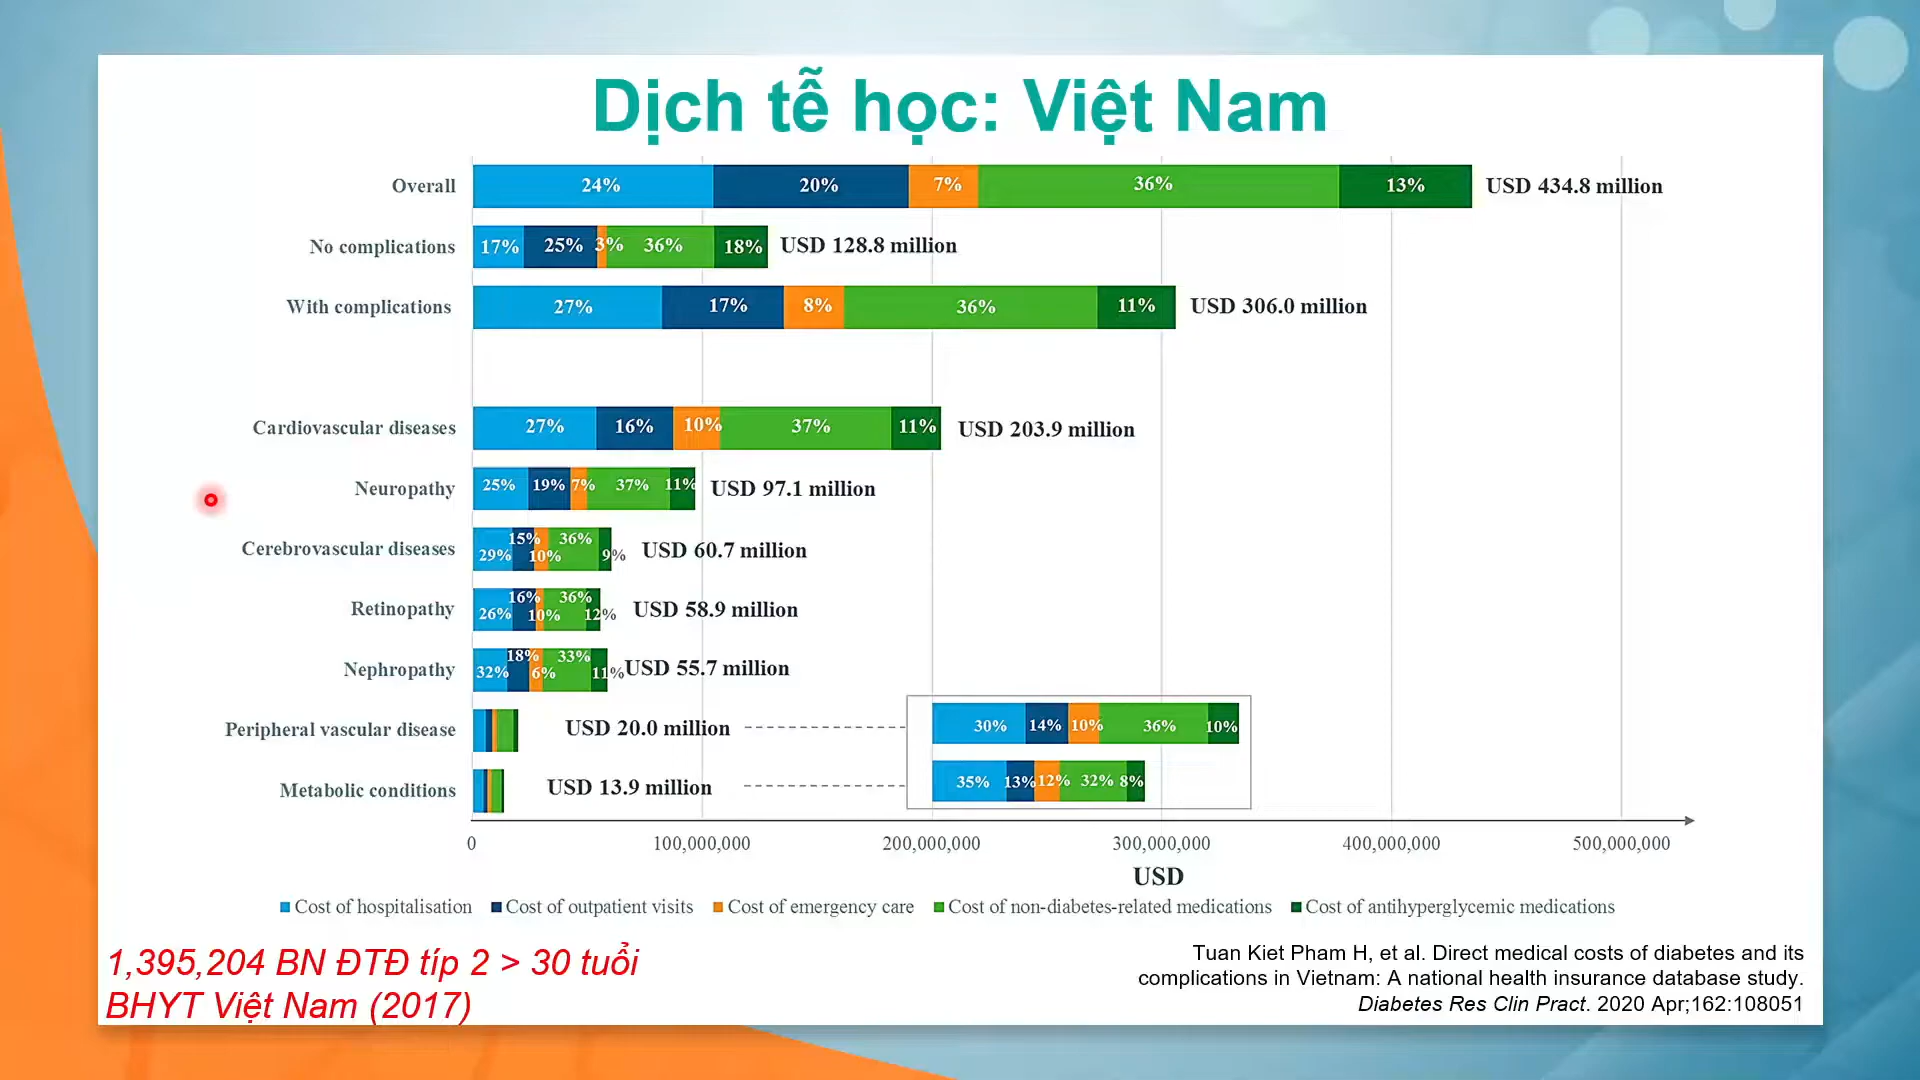 Dịch tễ học: Việt Nam
Overall 24% 20% 7% 36% 13% USD 434.8 million
No complications 17% 25% 3% 36% 18% USD 128.8 million
With complications 27% 17% 8% 36% 11% USD 306.0 million
Cardiovascular diseases 27% 16% 10% 37% 11% USD 203.9 million
Neuropathy 25% 19% 7% 37% 11% USD 97.1 million
Cerebrovascular diseases 29% 15% 10% 36% 9% USD 60.7 million
Retinopathy 26% 16% 10% 36% 12% USD 58.9 million
Nephropathy 32% 18% 6% 33% 11% USD 55.7 million
Peripheral vascular disease USD 20.0 million 30% 14% 10% 36% 10%
Metabolic conditions USD 13.9 million 35% 13% 12% 32% 8%
0 100,000,000 200,000,000 300,000,000 400,000,000 500,000,000
USD
Cost of hospitalisation Cost of outpatient visits Cost of emergency care Cost of non-diabetes-related medications Cost of antihyperglycemic medications
1,395,204 BN ĐTĐ típ 2 > 30 tuổi
BHYT Việt Nam (2017)
Tuan Kiet Pham H, et al. Direct medical costs of diabetes and its
complications in Vietnam: A national health insurance database study.
Diabetes Res Clin Pract. 2020 Apr;162:108051